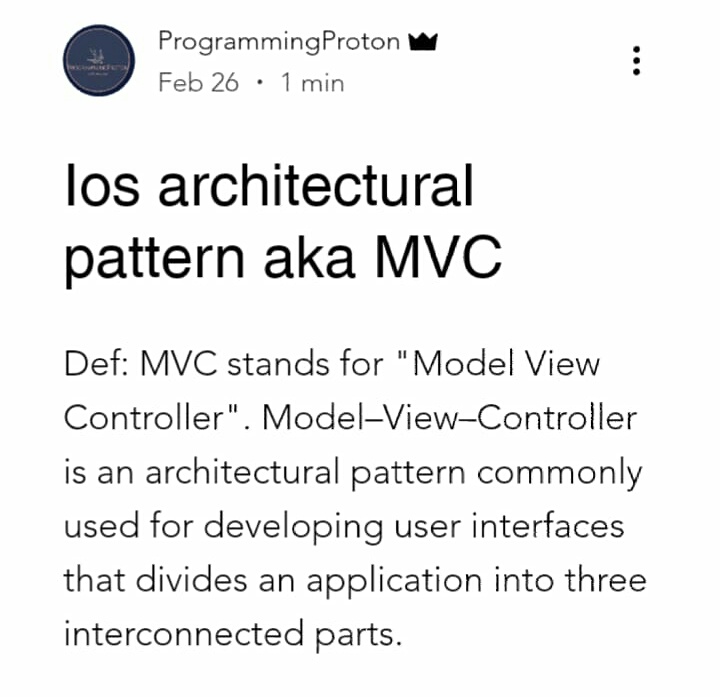 ProgrammingProton
Feb 26 • 1 min
Ios architectural
pattern aka MVC
Def: MVC stands for "Model View
Controller". Model–View–Controller
is an architectural pattern commonly
used for developing user interfaces
that divides an application into three
interconnected parts.